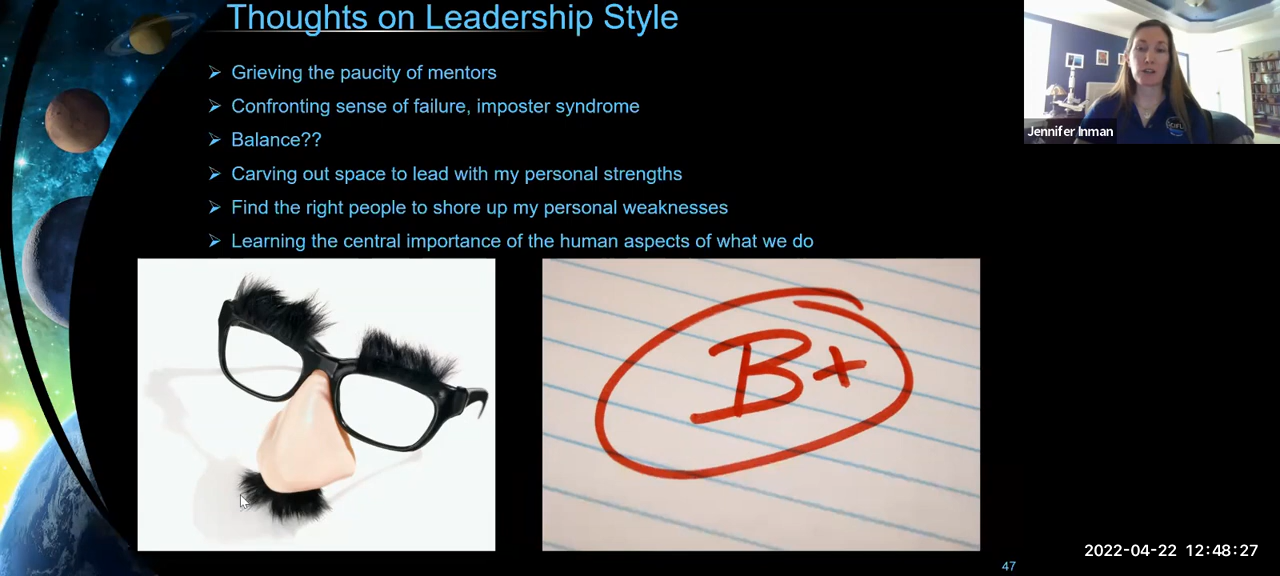 Thoughts on Leadership Style
➢ Grieving the paucity of mentors
➢ Confronting sense of failure, imposter syndrome
➢ Balance??
➢ Carving out space to lead with my personal strengths
➢ Find the right people to shore up my personal weaknesses
➢ Learning the central importance of the human aspects of what we do
B+
Jennifer Inman
47
2022-04-22 12:48:27